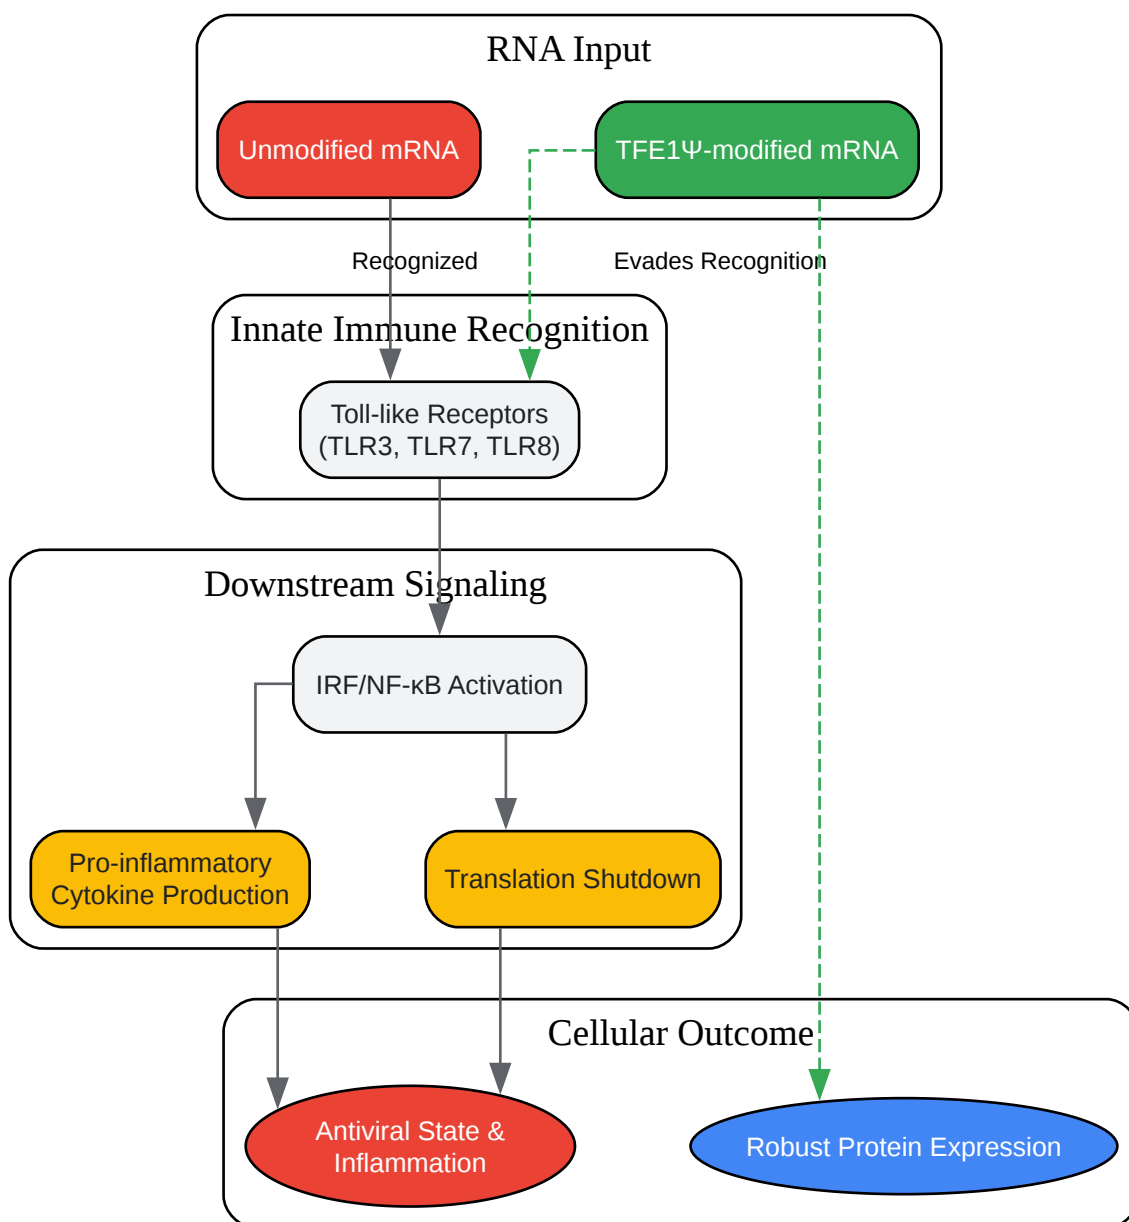 RNA Input
Unmodified mRNA
TFE1Ψ-modified mRNA
Recognized
Evades Recognition
Innate Immune Recognition
Toll-like Receptors
(TLR3, TLR7, TLR8)
Downstream Signaling
IRF/NF-κB Activation
Pro-inflammatory
Cytokine Production
Translation Shutdown
Cellular Outcome
Antiviral State &
Inflammation
Robust Protein Expression